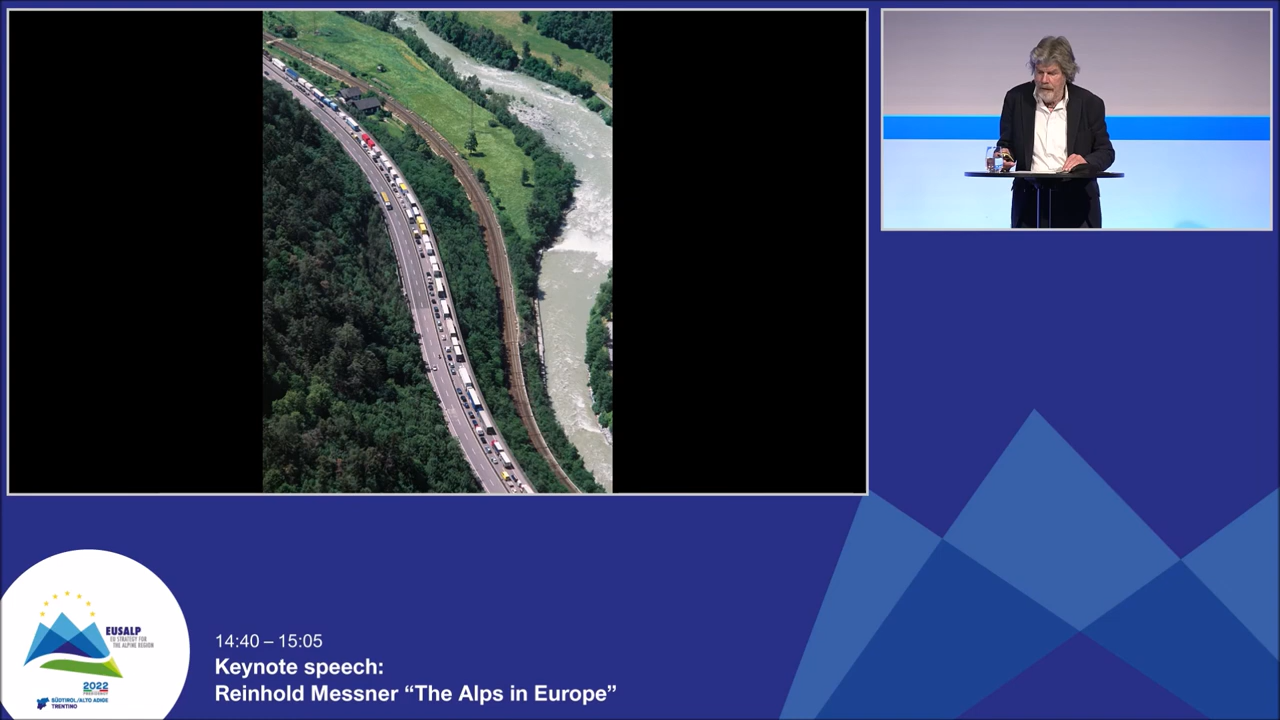 EUSALP
EU STRATEGY FOR
THE ALPINE REGION
2022
PRESIDENCY
SÜDTIROL/ALTO ADIGE
TRENTINO
14:40 – 15:05
Keynote speech:
Reinhold Messner “The Alps in Europe”